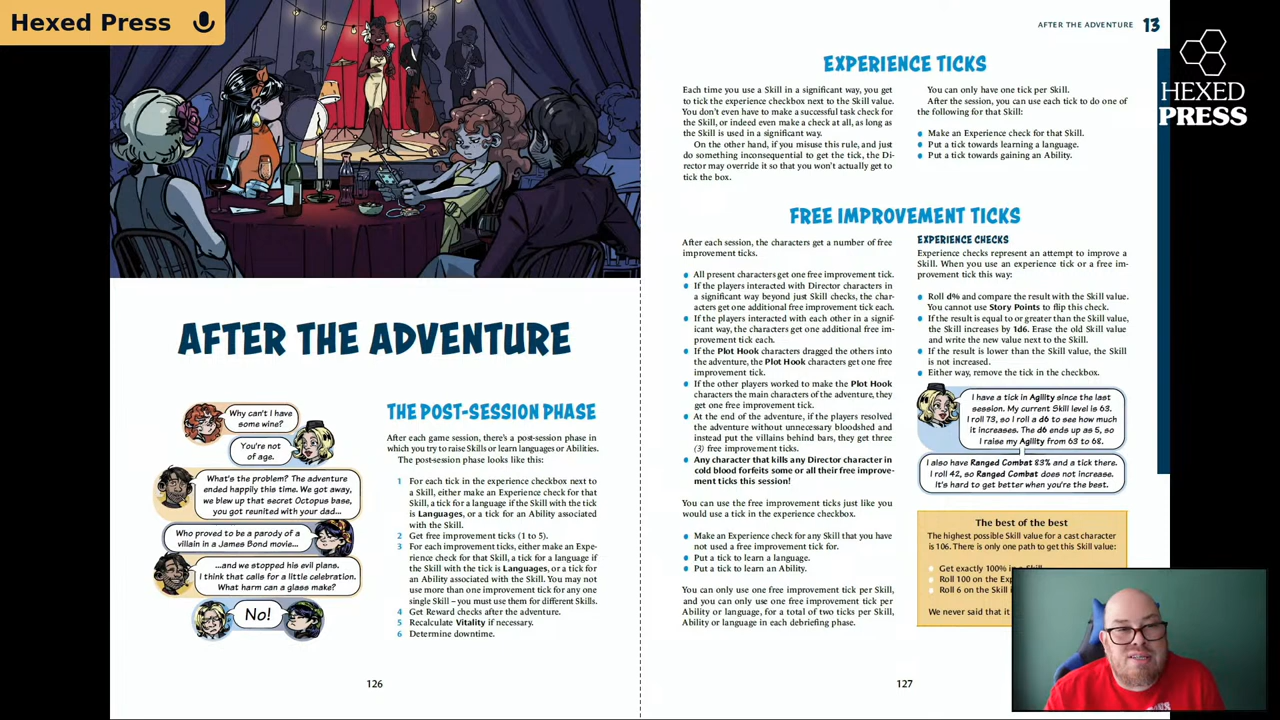 Hexed Press
AFTER THE ADVENTURE
Why can't I have
some wine?
You're not
of age.
What's the problem? The adventure
ended happily this time. We got away,
we blew up that secret Octopus base,
you got reunited with your dad...
Who proved to be a parody of a
villain in a James Bond movie...
...and we stopped his evil plane.
I think that calls for a little celebration.
What harm can a glass make?
No!
THE POST-SESSION PHASE
After each game session, there's a post-session phase in
which you try to raise Skills or learn languages or Abilities.
The post-session phase looks like this:
1 For each tick in the experience checkbox next to
a Skill, either make an Experience check for that
Skill, a tick for a language if the Skill with the tick
is Languages, or a tick for an Ability associated
with the Skill.
2 Get free improvement ticks (1 to 5).
3 For each improvement ticks, either make an Expe-
rience check for that Skill, a tick for a language if
the Skill with the tick is Languages, or a tick for
an Ability associated with the Skill. You may not
use more than one improvement tick for any one
single Skill – you must use them for different Skills.
4 Get Reward checks after the adventure.
5 Recalculate Vitality if necessary.
6 Determine downtime.
126
AFTER THE ADVENTURE 13
EXPERIENCE TICKS
Each time you use a Skill in a significant way, you get
to tick the experience checkbox next to the Skill value.
You don't even have to make a successful task check for
the Skill, or indeed even make a check at all, as long as
the Skill is used in a significant way.
On the other hand, if you misuse this rule, and just
do something inconsequential to get the tick, the Di-
rector may override it so that you won't actually get to
tick the box.
You can only have one tick per Skill.
After the session, you can use each tick to do one of
the following for that Skill:
Make an Experience check for that Skill.
Put a tick towards learning a language.
Put a tick towards gaining an Ability.
FREE IMPROVEMENT TICKS
After each session, the characters get a number of free
improvement ticks.
All present characters get one free improvement tick.
If the players interacted with Director characters in
a significant way beyond just Skill checks, the char-
acters get one additional free improvement tick each.
If the players interacted with each other in a signif-
icant way, the characters get one additional free im-
provement tick each.
If the Plot Hook characters dragged the others into
the adventure, the Plot Hook characters get one free
improvement tick.
If the other players worked to make the Plot Hook
characters the main characters of the adventure, they
get one free improvement tick.
At the end of the adventure, if the players resolved
the adventure without unnecessary bloodshed and
instead put the villains behind bars, they get three
(3) free improvement ticks.
Any character that kills any Director character in
cold blood forfeits some or all their free improve-
ment ticks this session!
You can use the free improvement ticks just like you
would use a tick in the experience checkbox.
Make an Experience check for any Skill that you have
not used a free improvement tick for.
Put a tick to learn a language.
Put a tick to learn an Ability.
You can only use one free improvement tick per Skill,
and you can only use one free improvement tick per
Ability or language, for a total of two ticks per Skill,
Ability or language in each debriefing phase.
EXPERIENCE CHECKS
Experience checks represent an attempt to improve a
Skill. When you use an experience tick or a free im-
provement tick this way:
Roll d% and compare the result with the Skill value.
You cannot use Story Points to flip this check.
If the result is equal to or greater than the Skill value,
the Skill increases by 1d6. Erase the old Skill value
and write the new value next to the Skill.
If the result is lower than the Skill value, the Skill
is not increased.
Either way, remove the tick in the checkbox.
I have a tick in Agility since the last
session. My current Skill level is 63.
I roll 73, so I roll a d6 to see how much
it increases. The d6 ends up as 5, so
I raise my Agility from 63 to 68.
I also have Ranged Combat 83% and a tick there.
I roll 42, so Ranged Combat does not increase.
It's hard to get better when you're the best.
The best of the best
The highest possible Skill value for a cast character
is 106. There is only one path to get this Skill value:
Get exactly 100% in a Skill.
Roll 100 on the Exp
Roll 6 on the Skill i
We never said that it
127
HEXED
PRESS